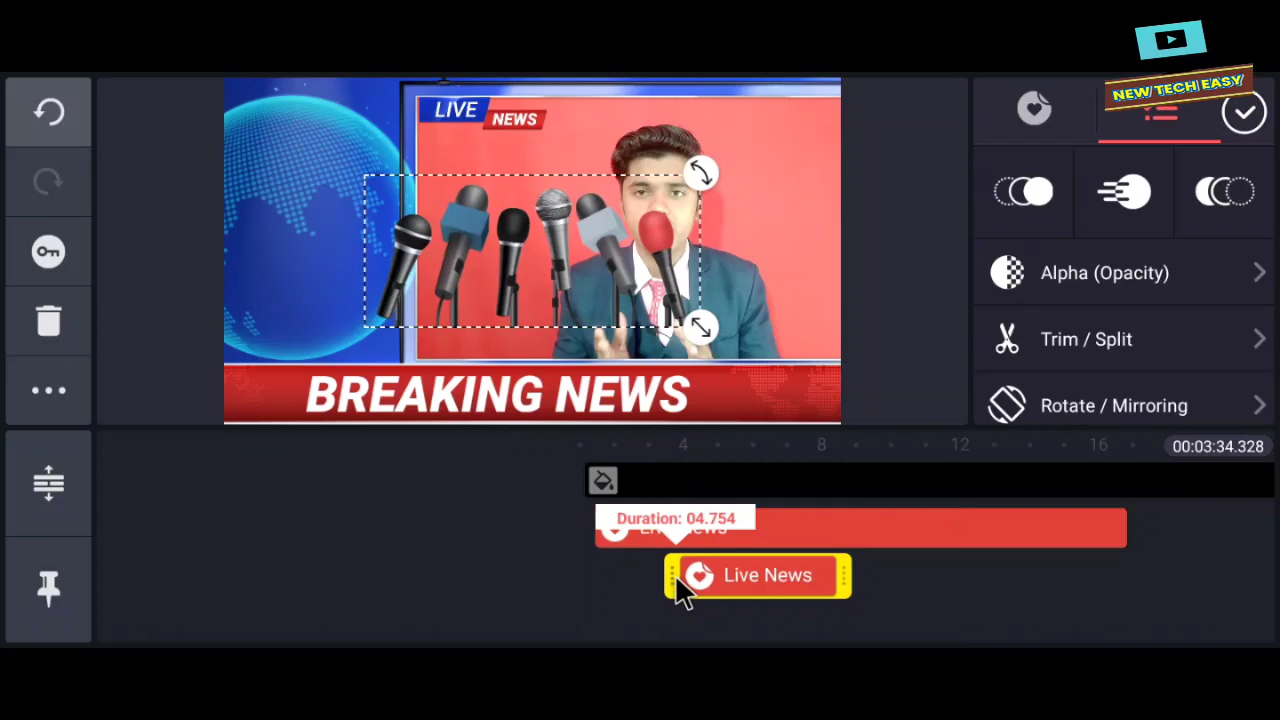 NEW TECH EASY
LIVE
NEWS
BREAKING NEWS
Alpha (Opacity)
Trim / Split
Rotate / Mirroring
4
8
12
16
00:03:34.328
Duration: 04.754
Live News